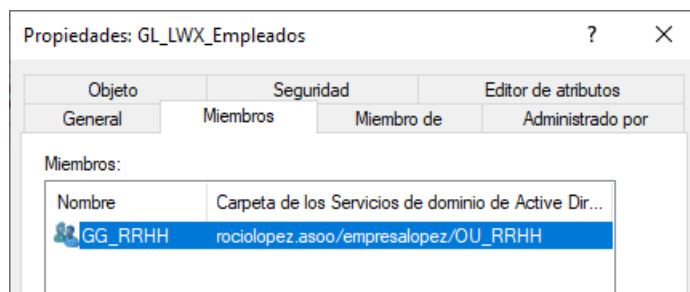 Propiedades: GL_LWX_Empleados ? ×
Objeto Seguridad Editor de atributos
General Miembros Miembro de Administrado por
Miembros:
Nombre Carpeta de los Servicios de dominio de Active Dir...
GG_RRHH rociolopez.asoo/empresalopez/OU_RRHH